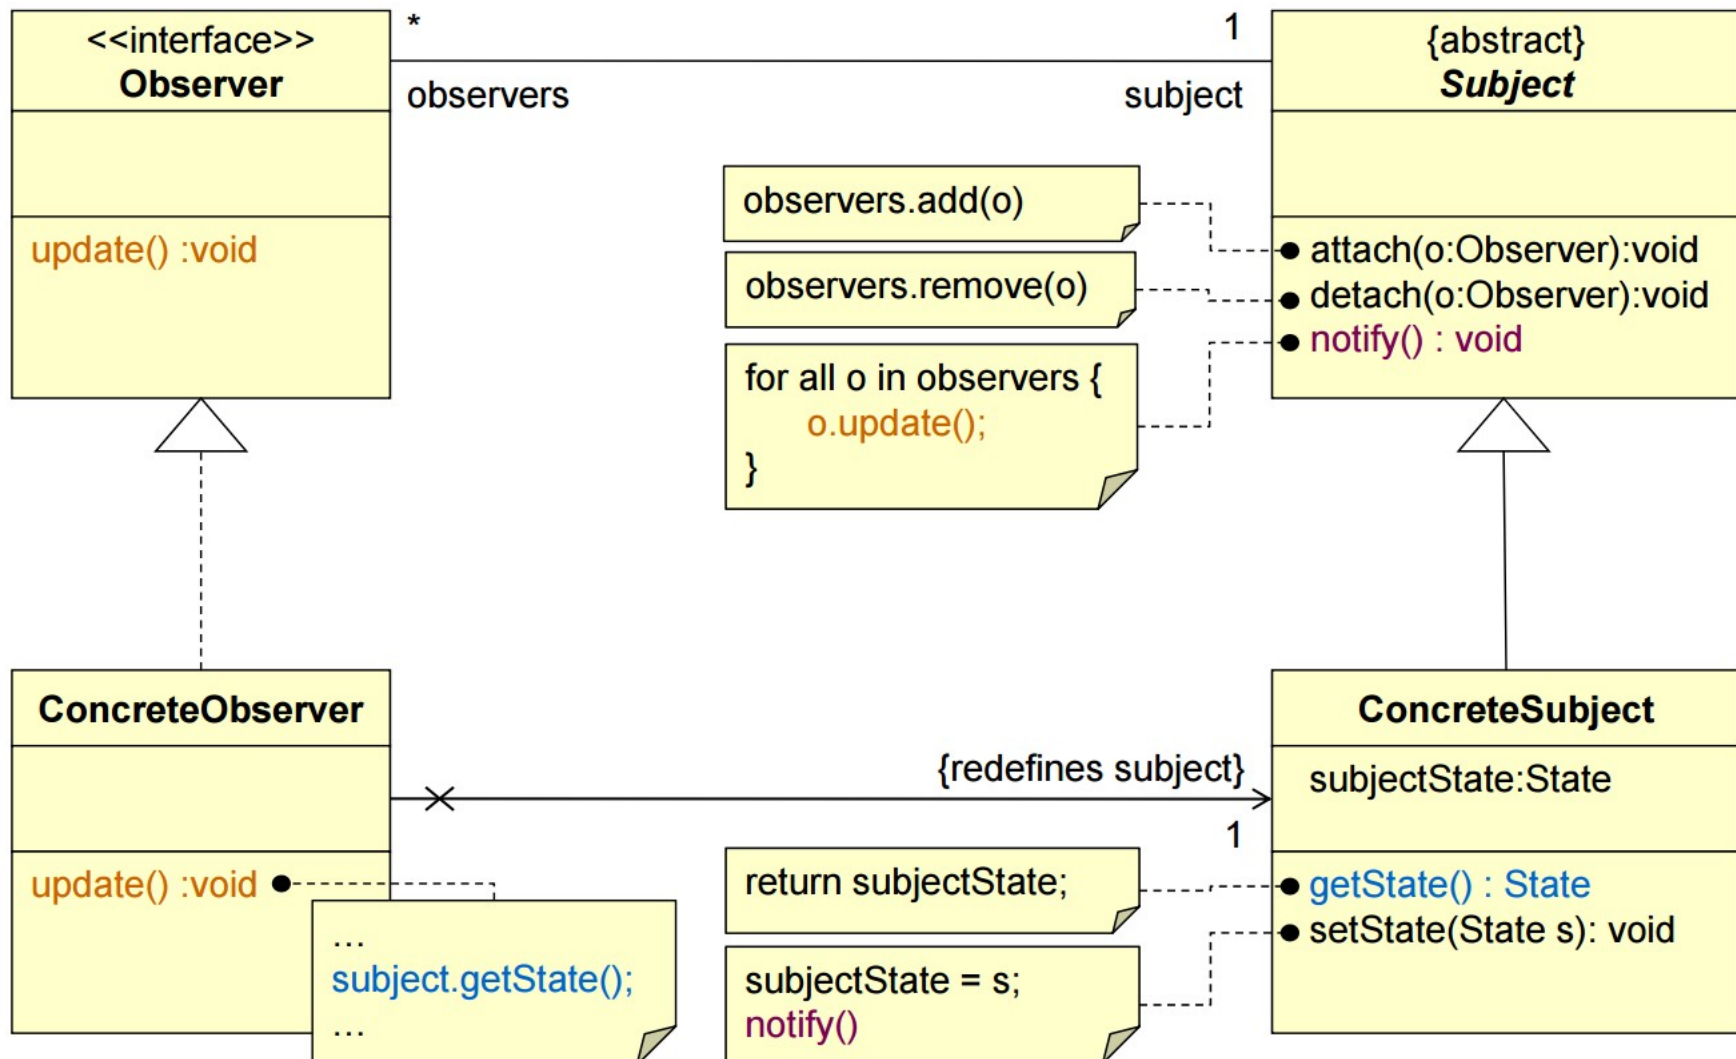 <<interface>>
Observer
update() :void
*
1
observers
subject
{abstract}
Subject
attach(o:Observer):void
detach(o:Observer):void
notify() : void
observers.add(o)
observers.remove(o)
for all o in observers {
o.update();
}
ConcreteObserver
update() :void
...
subject.getState();
...
{redefines subject}
1
ConcreteSubject
subjectState:State
getState() : State
setState(State s): void
return subjectState;
subjectState = s;
notify()